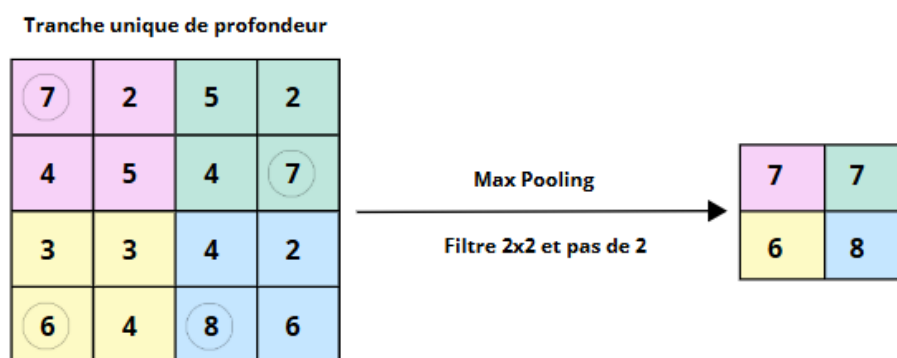 Tranche unique de profondeur
7 2 5 2
4 5 4 7
3 3 4 2
6 4 8 6
Max Pooling
Filtre 2x2 et pas de 2
7 7
6 8